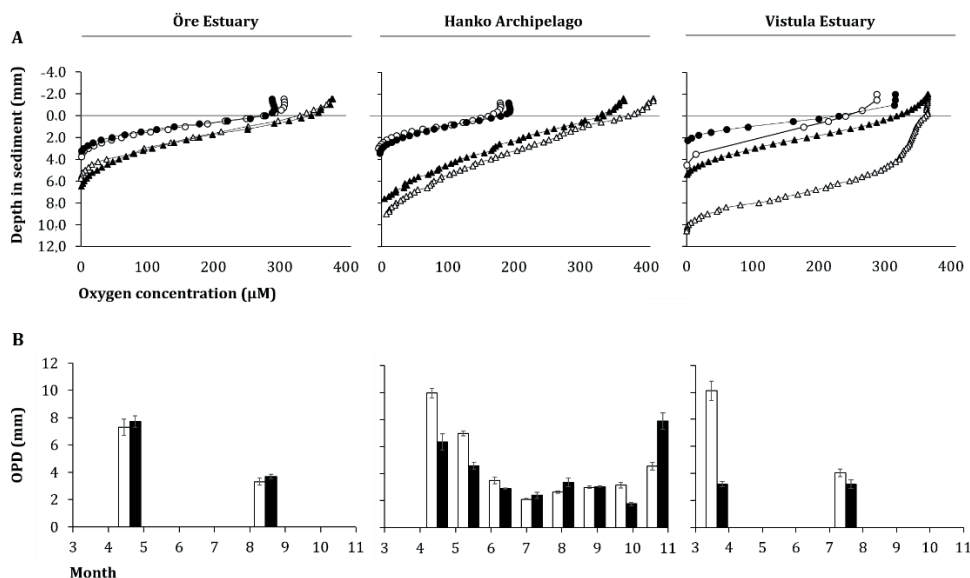 Öre Estuary Hanko Archipelago Vistula Estuary
A
Depth in sediment (mm)
-4.0
-2.0
0.0
2.0
4.0
6.0
8.0
10,0
12,0
0 100 200 300 400 0 100 200 300 400 0 100 200 300 400
Oxygen concentration (μM)
B
OPD (mm)
12
10
8
6
4
2
0
3 4 5 6 7 8 9 10 11 3 4 5 6 7 8 9 10 11 3 4 5 6 7 8 9 10 11
Month